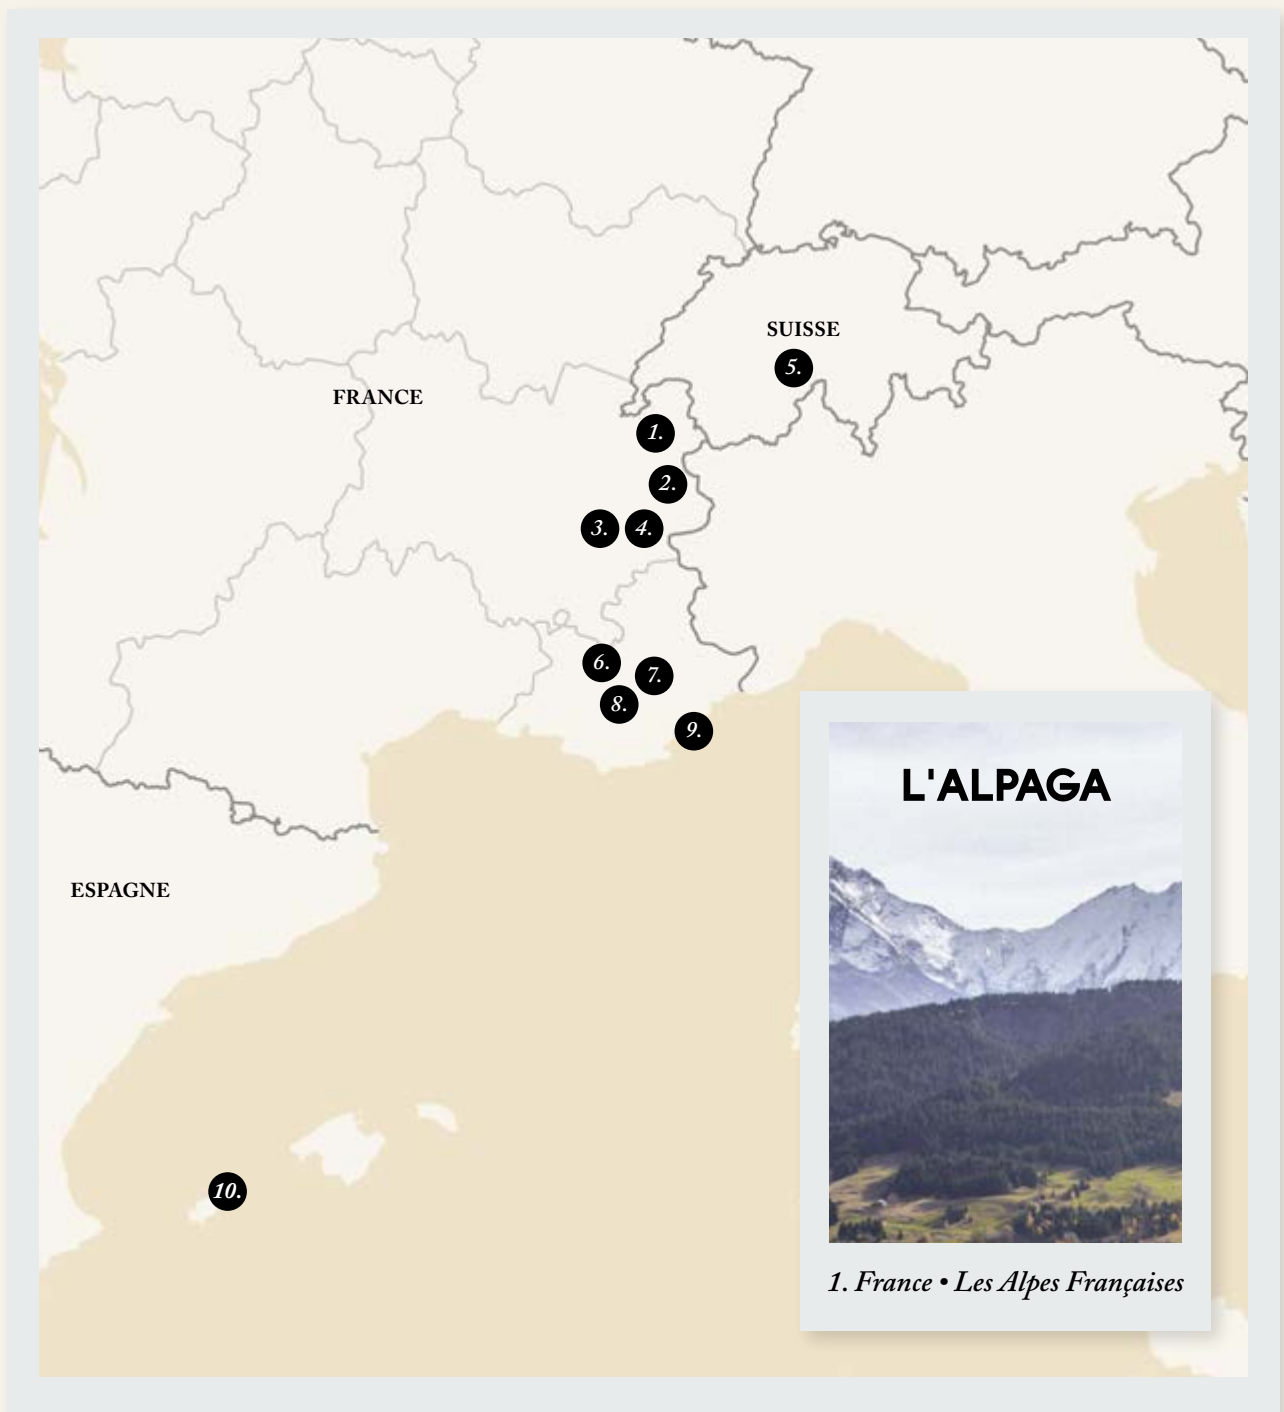 SUISSE
5.
FRANCE
1.
2.
3.
4.
6.
7.
8.
9.
ESPAGNE
10.
L'ALPAGA
1. France • Les Alpes Françaises